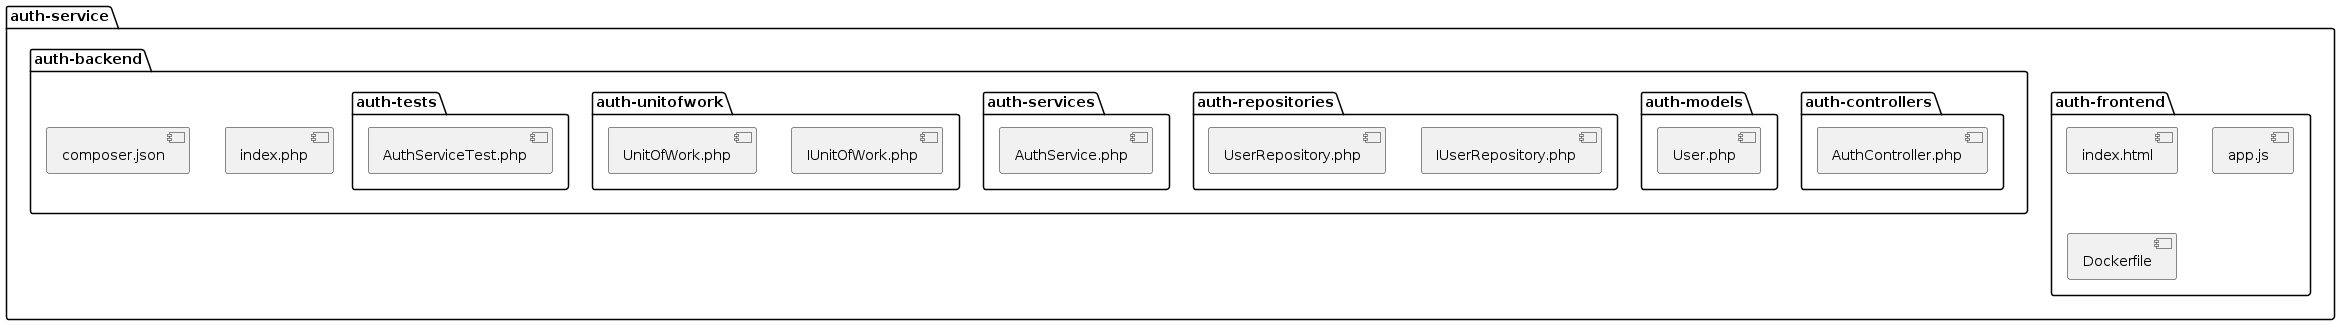 auth-service
auth-backend
auth-tests
auth-unitofwork
auth-services
auth-repositories
auth-models
auth-controllers
auth-frontend
composer.json
index.php
AuthServiceTest.php
UnitOfWork.php
IUnitOfWork.php
AuthService.php
UserRepository.php
IUserRepository.php
User.php
AuthController.php
index.html
app.js
Dockerfile